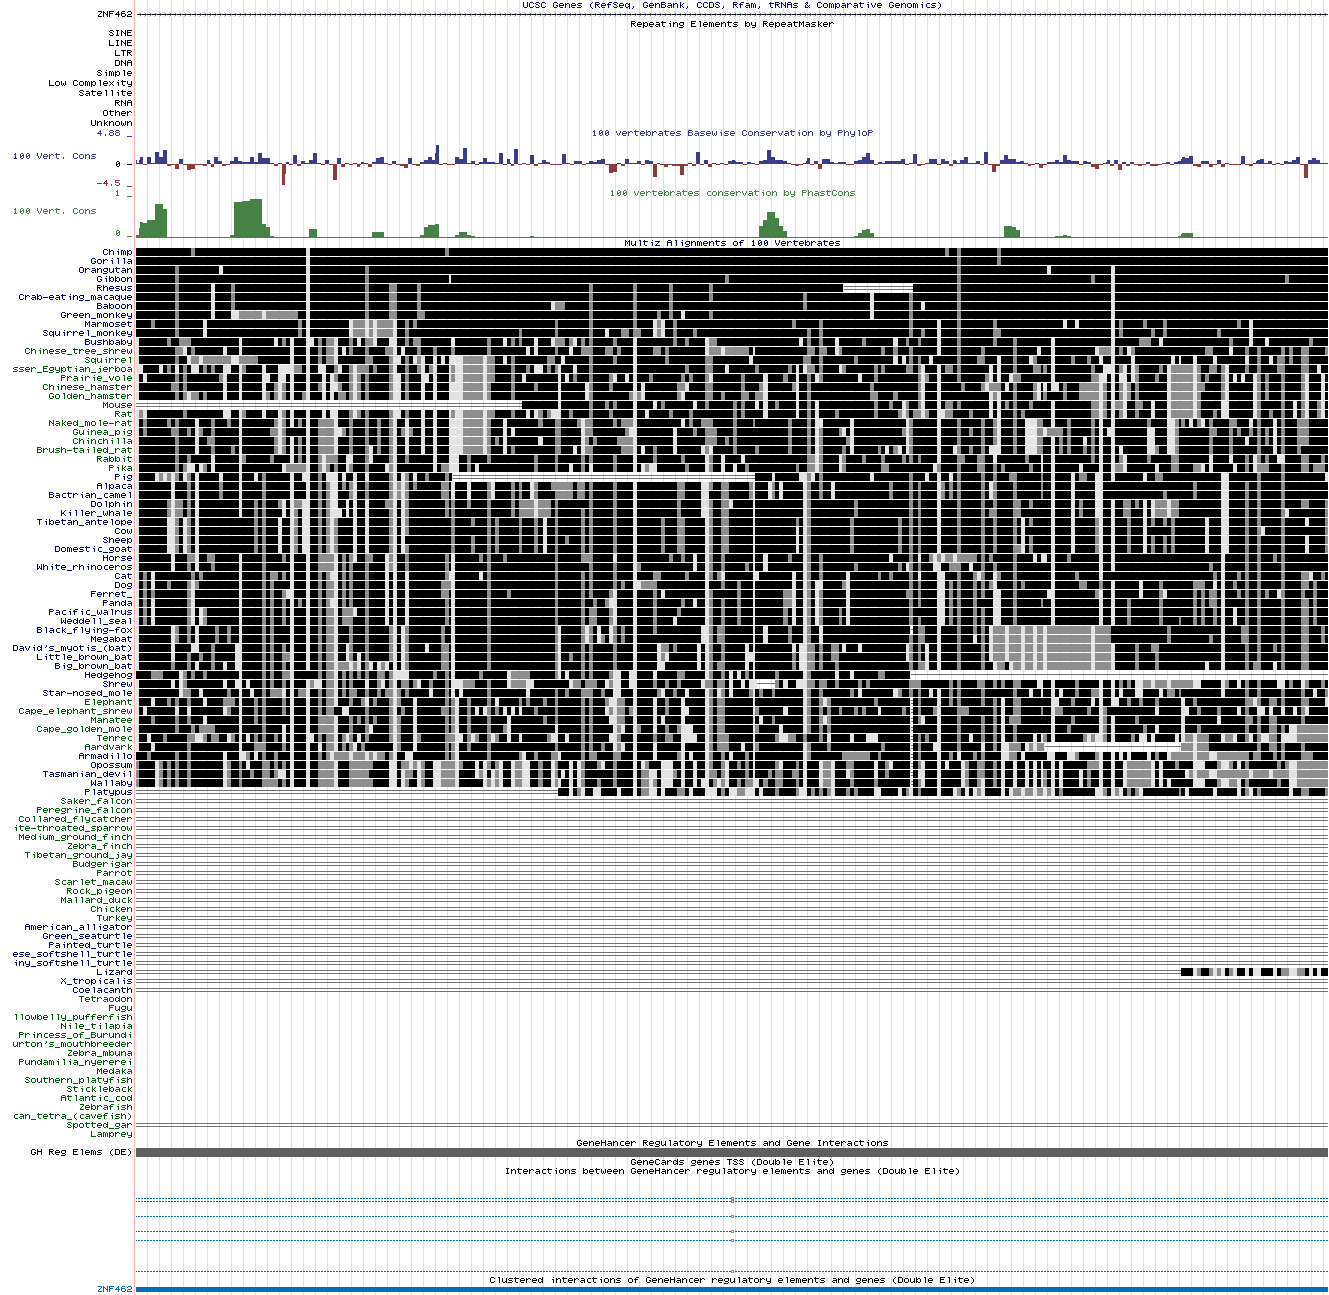 UCSC Genes (RefSeq, GenBank, CCDS, Rfam, tRNAs & Comparative Genomics)
ZNF462
Repeating Elements by RepeatMasker
SINE
LINE
LTR
DNA
Simple
Low Complexity
Satellite
RNA
Other
Unknown
4.88 _
100 vertebrates Basewise Conservation by PhyloP
100 Vert. Cons
0 _
-4.5 _
100 vertebrates conservation by PhastCons
1 _
100 Vert. Cons
0 _
Multiz Alignments of 100 Vertebrates
Chimp
Gorilla
Orangutan
Gibbon
Rhesus
Crab-eating_macaque
Baboon
Green_monkey
Marmoset
Squirrel_monkey
Bushbaby
Chinese_tree_shrew
Squirrel
sser_Egyptian_jerboa
Prairie_vole
Chinese_hamster
Golden_hamster
Mouse
Rat
Naked_mole-rat
Guinea_pig
Chinchilla
Brush-tailed_rat
Rabbit
Pika
Pig
Alpaca
Bactrian_camel
Dolphin
Killer_whale
Tibetan_antelope
Cow
Sheep
Domestic_goat
Horse
White_rhinoceros
Cat
Dog
Ferret_
Panda
Pacific_walrus
Weddell_seal
Black_flying-fox
Megabat
David's_myotis_(bat)
Little_brown_bat
Big_brown_bat
Hedgehog
Shrew
Star-nosed_mole
Elephant
Cape_elephant_shrew
Manatee
Cape_golden_mole
Tenrec
Aardvark
Armadillo
Opossum
Tasmanian_devil
Wallaby
Platypus
Saker_falcon
Peregrine_falcon
Collared_flycatcher
ite-throated_sparrow
Medium_ground_finch
Zebra_finch
Tibetan_ground_jay
Budgerigar
Parrot
Scarlet_macaw
Rock_pigeon
Mallard_duck
Chicken
Turkey
American_alligator
Green_seaturtle
Painted_turtle
ese_softshell_turtle
iny_softshell_turtle
Lizard
X_tropicalis
Coelacanth
Tetraodon
Fugu
llowbelly_pufferfish
Nile_tilapia
Princess_of_Burundi
urton's_mouthbreeder
Zebra_mbuna
Pundamilia_nyererei
Medaka
Southern_platyfish
Stickleback
Atlantic_cod
Zebrafish
can_tetra_(cavefish)
Spotted_gar
Lamprey
GeneHancer Regulatory Elements and Gene Interactions
GH Reg Elems (DE)
GeneCards genes TSS (Double Elite)
Interactions between GeneHancer regulatory elements and genes (Double Elite)
Clustered interactions of GeneHancer regulatory elements and genes (Double Elite)
ZNF462